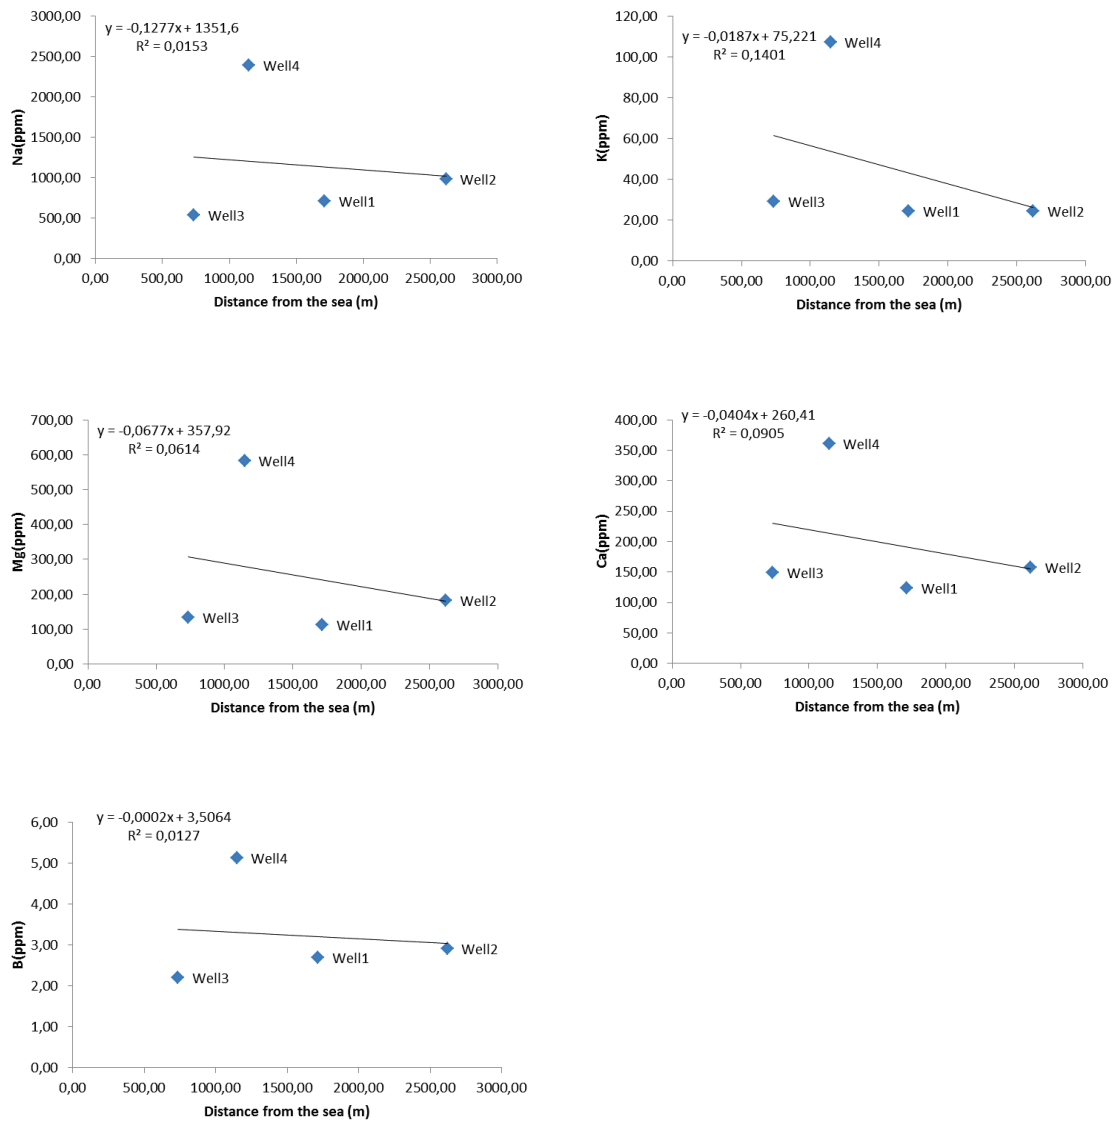 3000,00
2500,00
2000,00
1500,00
1000,00
500,00
0,00
Na(ppm)
y = -0,1277x + 1351,6
R² = 0,0153
Well4
Well3
Well1
Well2
0,00 500,00 1000,00 1500,00 2000,00 2500,00 3000,00
Distance from the sea (m)
120,00
100,00
80,00
60,00
40,00
20,00
0,00
K(ppm)
y = -0,0187x + 75,221
R² = 0,1401
Well4
Well3
Well1
Well2
0,00 500,00 1000,00 1500,00 2000,00 2500,00 3000,00
Distance from the sea (m)
700,00
600,00
500,00
400,00
300,00
200,00
100,00
0,00
Mg(ppm)
y = -0,0677x + 357,92
R² = 0,0614
Well4
Well3
Well1
Well2
0,00 500,00 1000,00 1500,00 2000,00 2500,00 3000,00
Distance from the sea (m)
400,00
350,00
300,00
250,00
200,00
150,00
100,00
50,00
0,00
Ca(ppm)
y = -0,0404x + 260,41
R² = 0,0905
Well4
Well3
Well1
Well2
0,00 500,00 1000,00 1500,00 2000,00 2500,00 3000,00
Distance from the sea (m)
6,00
5,00
4,00
3,00
2,00
1,00
0,00
B(ppm)
y = -0,0002x + 3,5064
R² = 0,0127
Well4
Well3
Well1
Well2
0,00 500,00 1000,00 1500,00 2000,00 2500,00 3000,00
Distance from the sea (m)